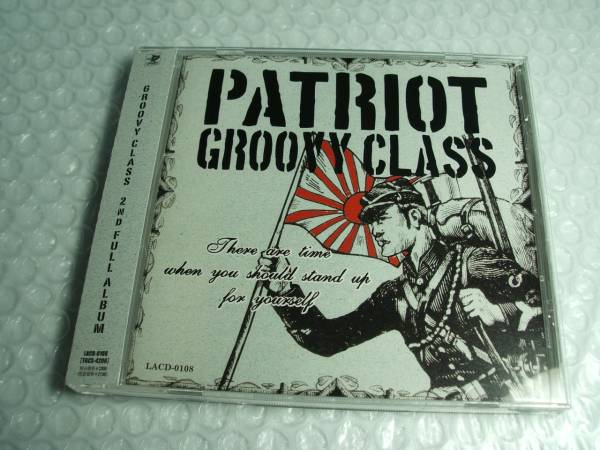 PATRIOT
GROOVY CLASS
There are time
when you should stand up
for yourself
LACD-0108
GROOVY CLASS 2ND FULL ALBUM
LACD-0108